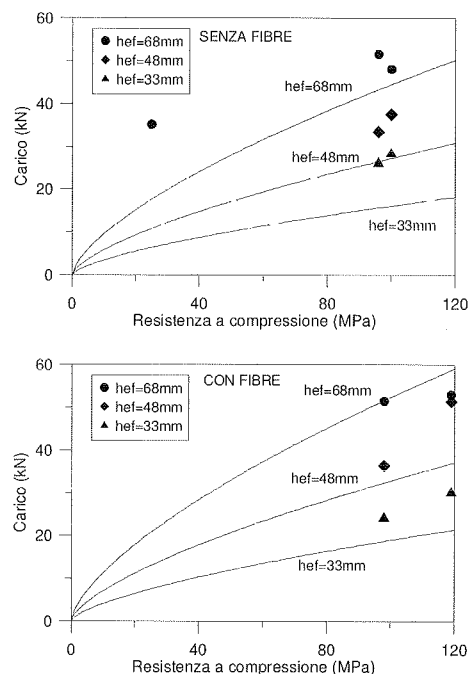 60
SENZA FIBRE
hef=68mm
hef=48mm
hef=33mm
hef=68mm
40
Carico (kN)
hef=48mm
20
hef=33mm
0
0 40 80 120
Resistenza a compressione (MPa)
60
CON FIBRE
hef=68mm
hef=48mm
hef=33mm
hef=68mm
40
Carico (kN)
hef=48mm
20
hef=33mm
0
0 40 80 120
Resistenza a compressione (MPa)